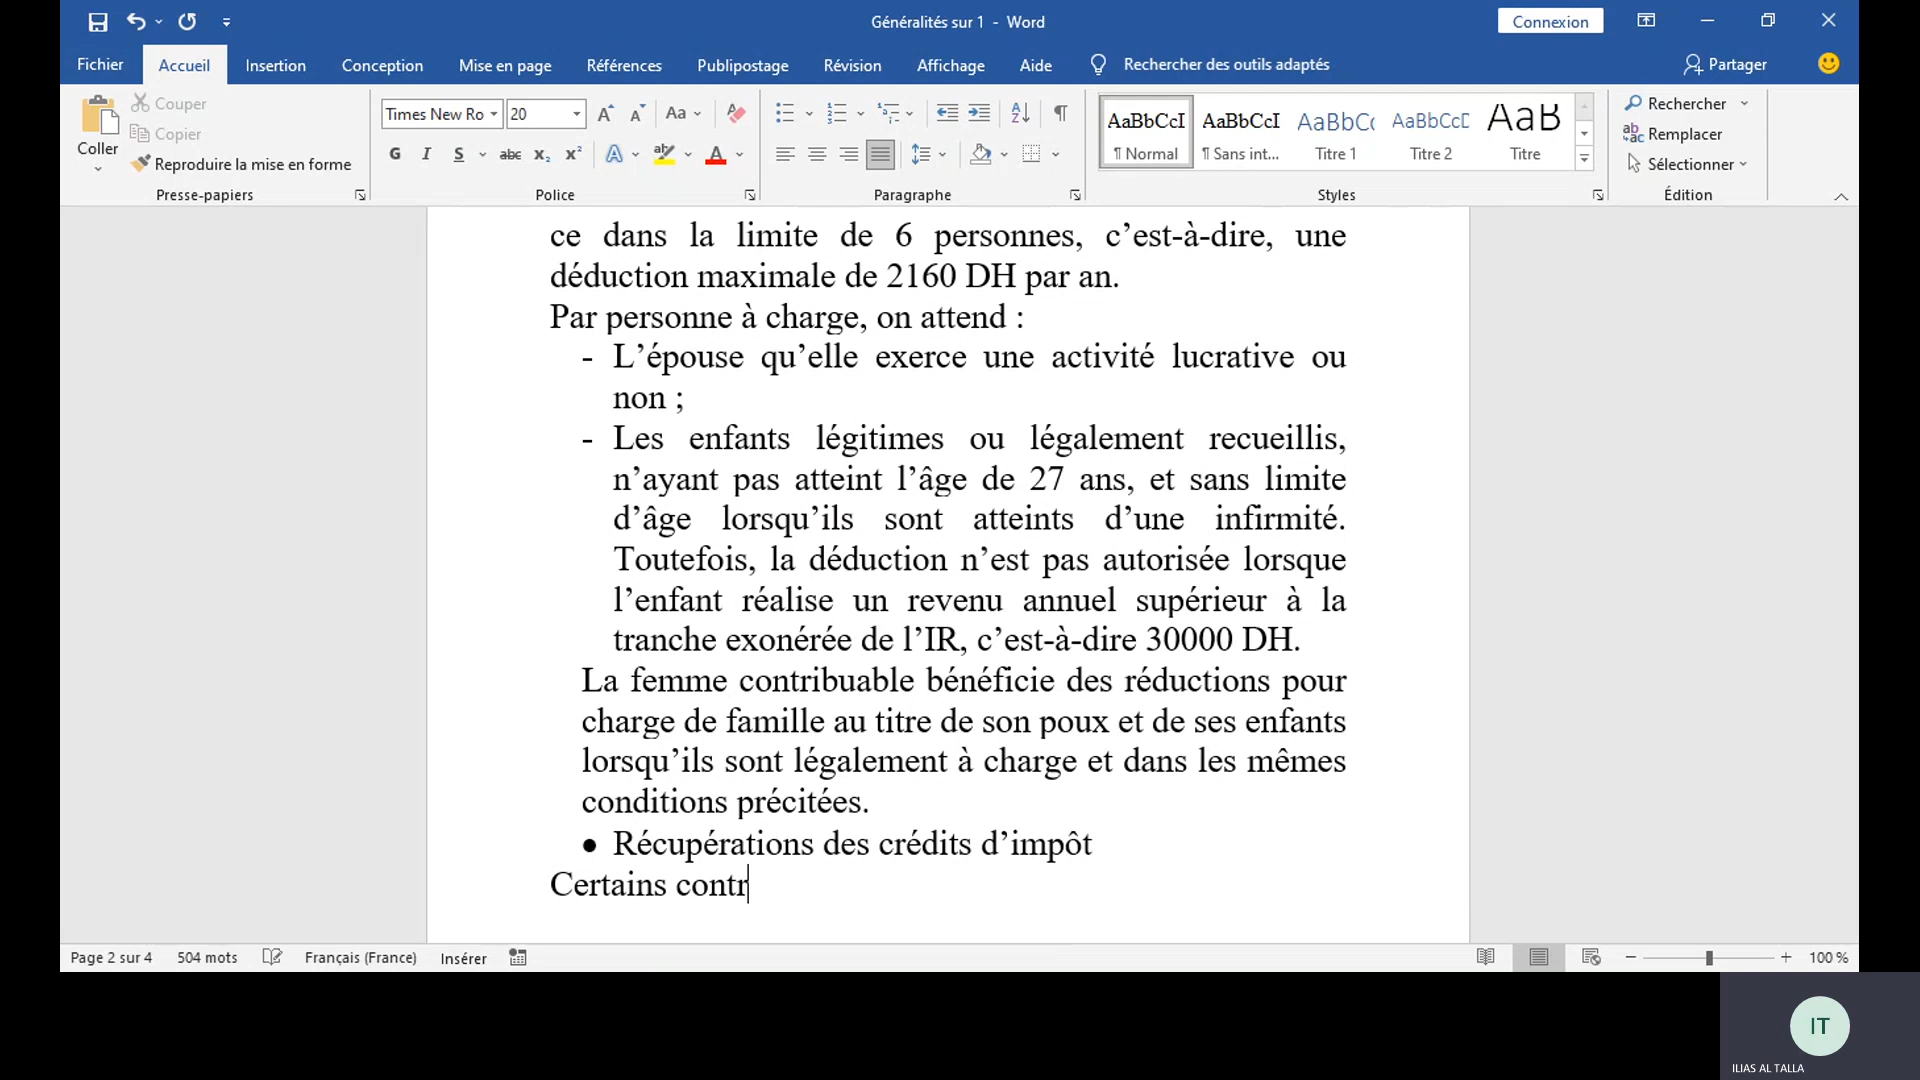 Généralités sur 1 - Word
Connexion
Fichier
Accueil
Insertion
Conception
Mise en page
Références
Publipostage
Révision
Affichage
Aide
Rechercher des outils adaptés
Partager
Coller
Couper
Copier
Reproduire la mise en forme
Presse-papiers
Times New Ro
20
Aa
G I S abc x₂ x² A A
Police
Paragraphe
AaBbCcI
¶ Normal
AaBbCcI
¶ Sans int...
AaBbCc
Titre 1
AaBbCcD
Titre 2
AaB
Titre
Styles
Rechercher
Remplacer
Sélectionner
Édition
ce dans la limite de 6 personnes, c’est-à-dire, une
déduction maximale de 2160 DH par an.
Par personne à charge, on attend :
- L’épouse qu’elle exerce une activité lucrative ou
non ;
- Les enfants légitimes ou légalement recueillis,
n’ayant pas atteint l’âge de 27 ans, et sans limite
d’âge lorsqu’ils sont atteints d’une infirmité.
Toutefois, la déduction n’est pas autorisée lorsque
l’enfant réalise un revenu annuel supérieur à la
tranche exonérée de l’IR, c’est-à-dire 30000 DH.
La femme contribuable bénéficie des réductions pour
charge de famille au titre de son poux et de ses enfants
lorsqu’ils sont légalement à charge et dans les mêmes
conditions précitées.
• Récupérations des crédits d’impôt
Certains contr
Page 2 sur 4
504 mots
Français (France)
Insérer
100 %
IT
ILIAS AL TALLA